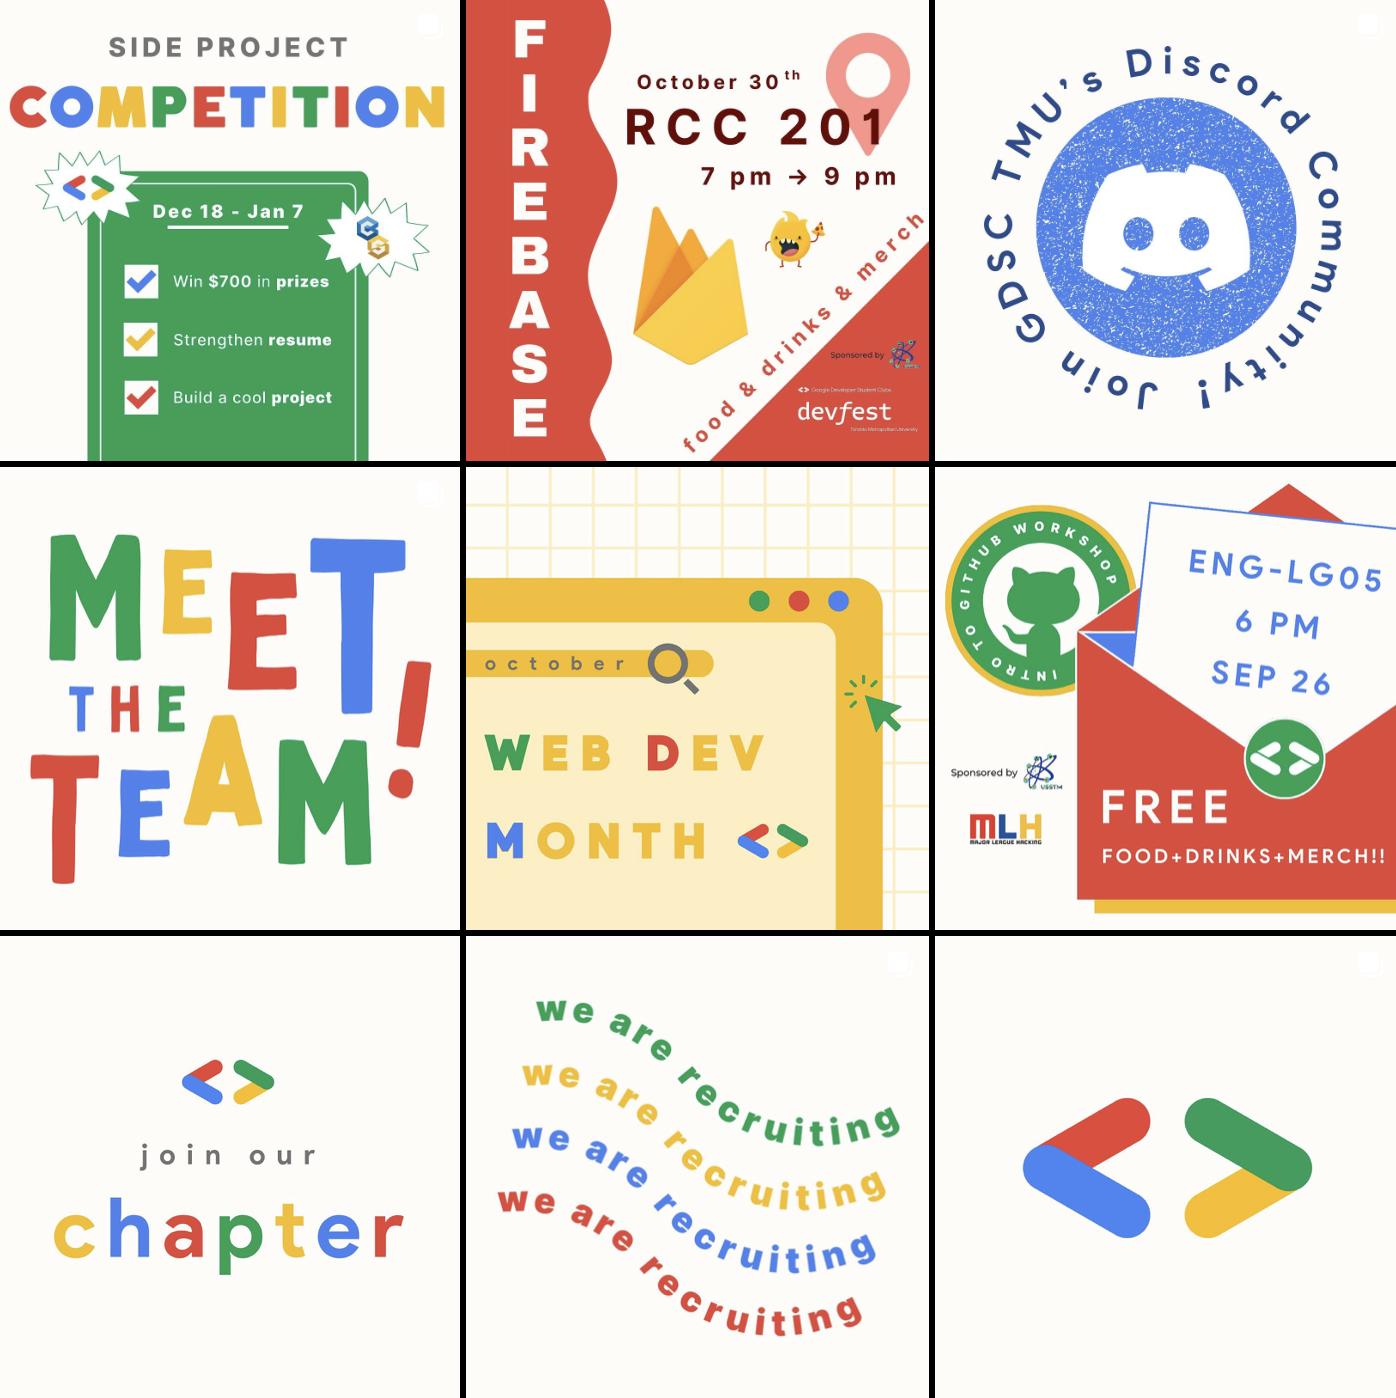 SIDE PROJECT
COMPETITION
Dec 18 - Jan 7
Win $700 in prizes
Strengthen resume
Build a cool project
FIREBASE
October 30th
RCC 201
7 pm → 9 pm
food & drinks & merch
Sponsored by
Google Developer Student Clubs
devfest
Toronto Metropolitan University
Join GDSC TMU's Discord Community!
MEET
THE
TEAM!
october
WEB DEV
MONTH
INTRO TO GITHUB WORKSHOP
ENG-LG05
6 PM
SEP 26
Sponsored by
USSTM
MLH
MAJOR LEAGUE HACKING
FREE
FOOD+DRINKS+MERCH!!
join our
chapter
we are recruiting
we are recruiting
we are recruiting
we are recruiting